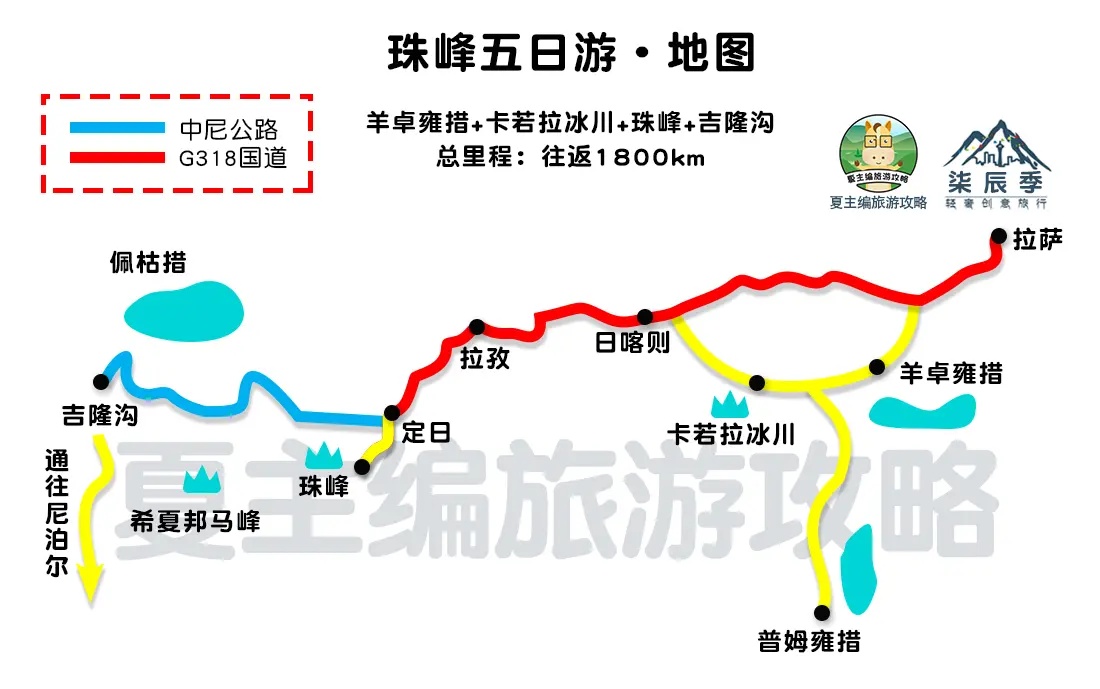 珠峰五日游·地图
中尼公路
G318国道
羊卓雍措+卡若拉冰川+珠峰+吉隆沟
总里程：往返1800km
夏主编旅游攻略
夏主编旅游攻略
柒辰季
轻奢创意旅行
拉萨
佩枯措
日喀则
拉孜
羊卓雍措
吉隆沟
定日
卡若拉冰川
通往尼泊尔
珠峰
希夏邦马峰
夏主编旅游攻略
普姆雍措